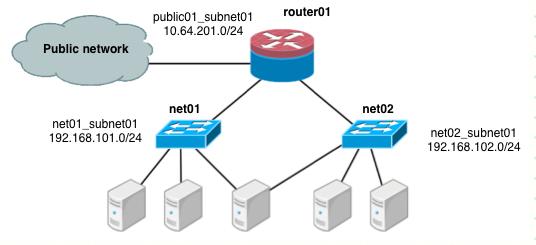 public01_subnet01
10.64.201.0/24
router01
Public network
net01
net02
net01_subnet01
192.168.101.0/24
net02_subnet01
192.168.102.0/24